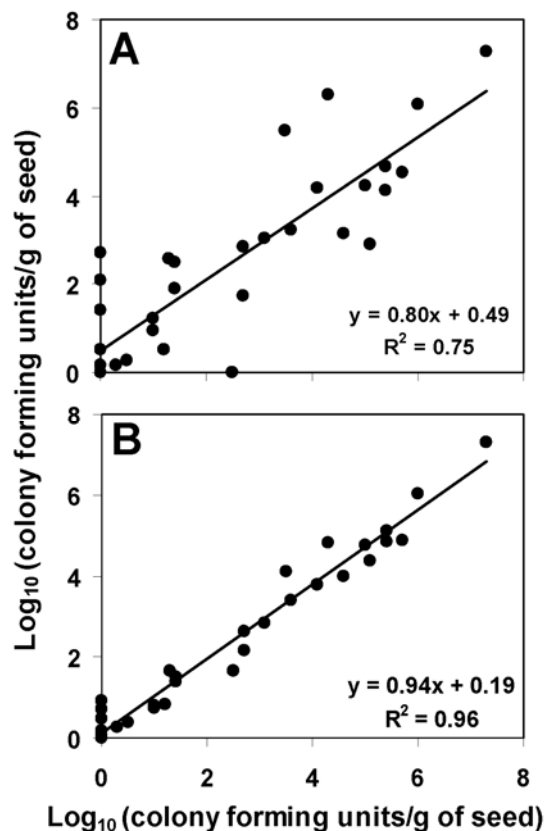 Log₁₀ (colony forming units/g of seed)
A
8
6
4
2
0
y = 0.80x + 0.49
R² = 0.75
B
8
6
4
2
0
y = 0.94x + 0.19
R² = 0.96
0 2 4 6 8
Log₁₀ (colony forming units/g of seed)